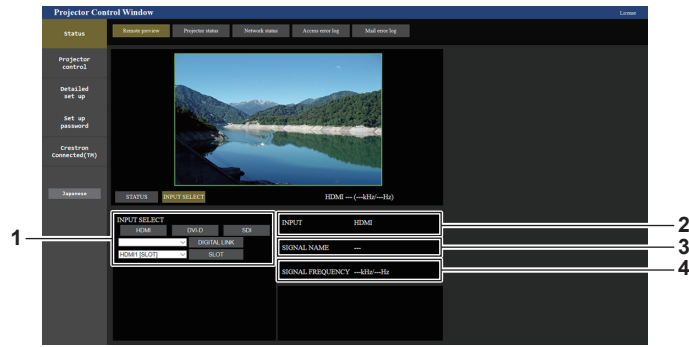 Projector Control Window
License
Status
Remote preview
Projector status
Network status
Access error log
Mail error log
Projector
control
Detailed
set up
Set up
password
Crestron
Connected(TM)
Japanese
STATUS
INPUT SELECT
HDMI --- (---kHz/---Hz)
1
INPUT SELECT
HDMI
DVI-D
SDI
DIGITAL LINK
HDMI1 [SLOT]
SLOT
INPUT HDMI
2
SIGNAL NAME ---
3
SIGNAL FREQUENCY ---kHz/---Hz
4